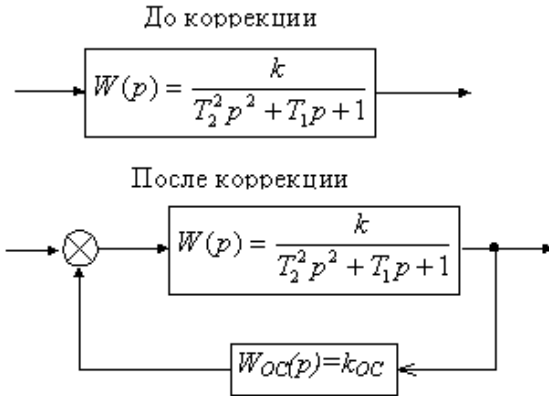 До коррекции
W(p) = k / (T₂²p² + T₁p + 1)
После коррекции
W(p) = k / (T₂²p² + T₁p + 1)
W_OC(p)=k_OC